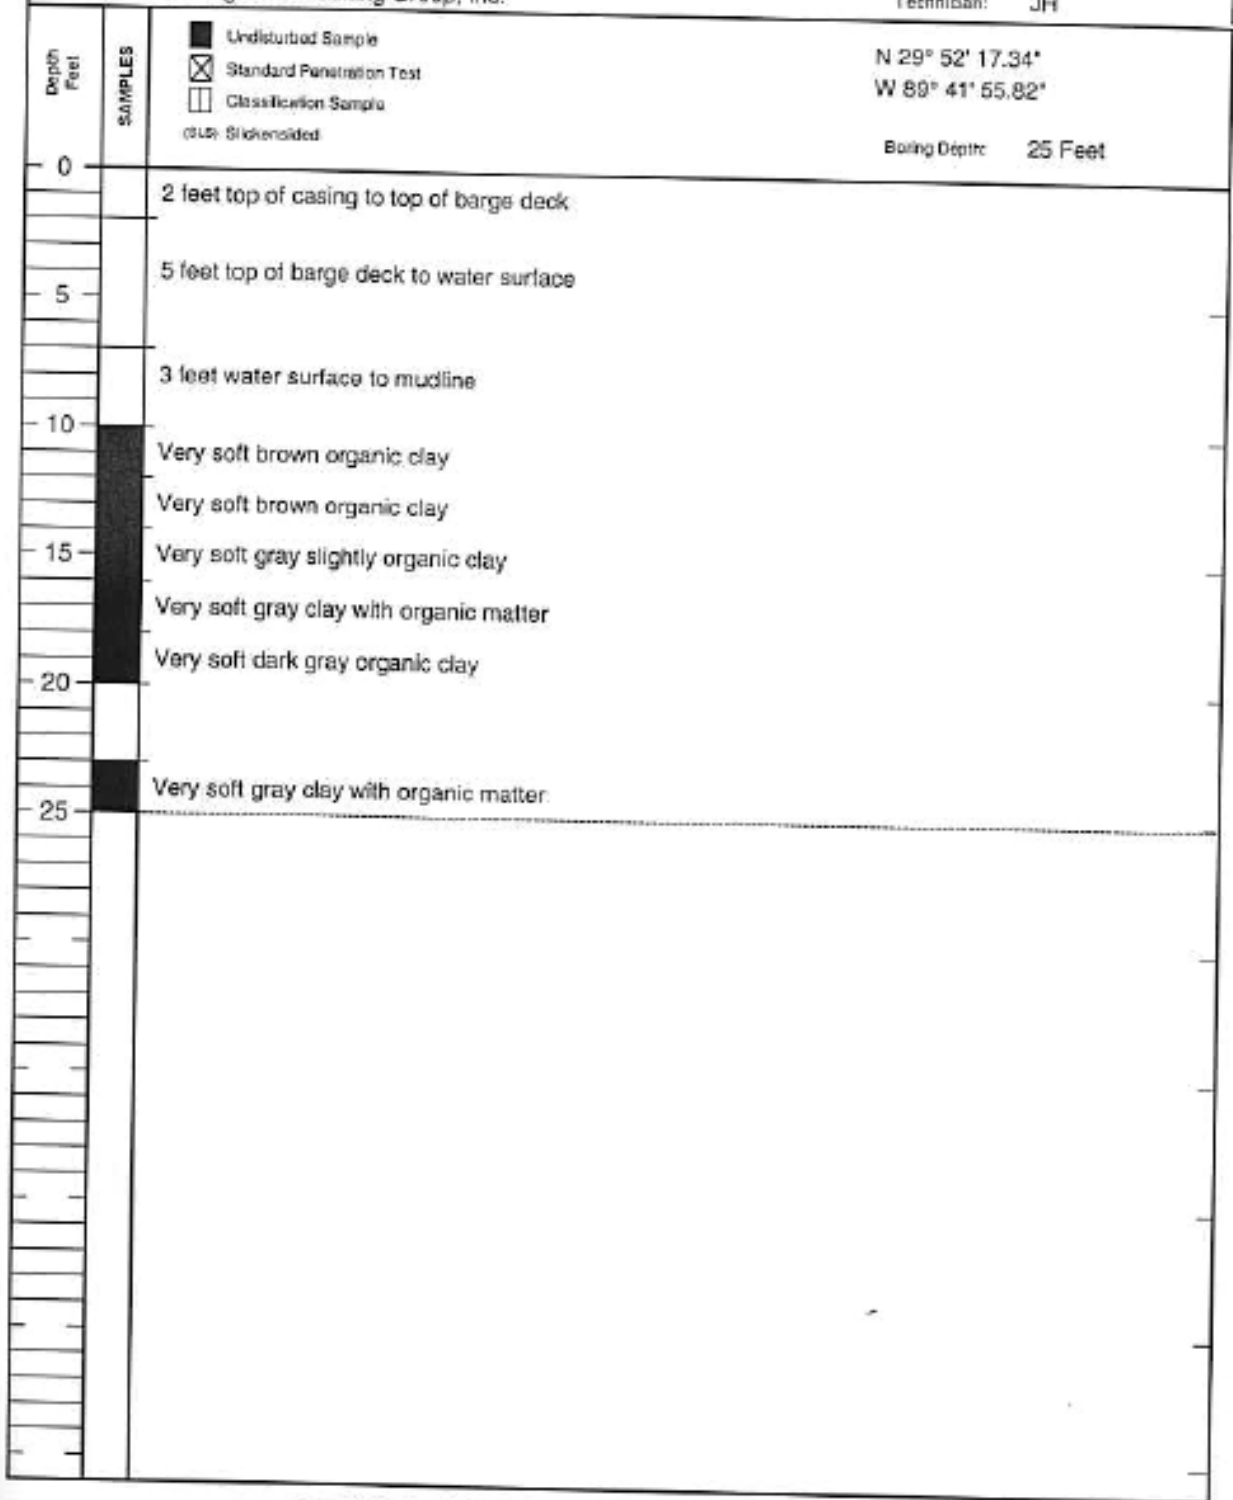 Technician: JH
Depth
Feet
SAMPLES
Undisturbed Sample
Standard Penetration Test
Classification Sample
(SLS) Slickensided
N 29° 52' 17.34"
W 89° 41' 55.82"
Boring Depth: 25 Feet
0
2 feet top of casing to top of barge deck
5 feet top of barge deck to water surface
5
3 feet water surface to mudline
10
Very soft brown organic clay
Very soft brown organic clay
15
Very soft gray slightly organic clay
Very soft gray clay with organic matter
Very soft dark gray organic clay
20
Very soft gray clay with organic matter
25